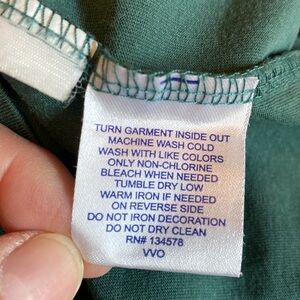 TURN GARMENT INSIDE OUT
MACHINE WASH COLD
WASH WITH LIKE COLORS
ONLY NON-CHLORINE
BLEACH WHEN NEEDED
TUMBLE DRY LOW
WARM IRON IF NEEDED
ON REVERSE SIDE
DO NOT IRON DECORATION
DO NOT DRY CLEAN
RN# 134578
VVO